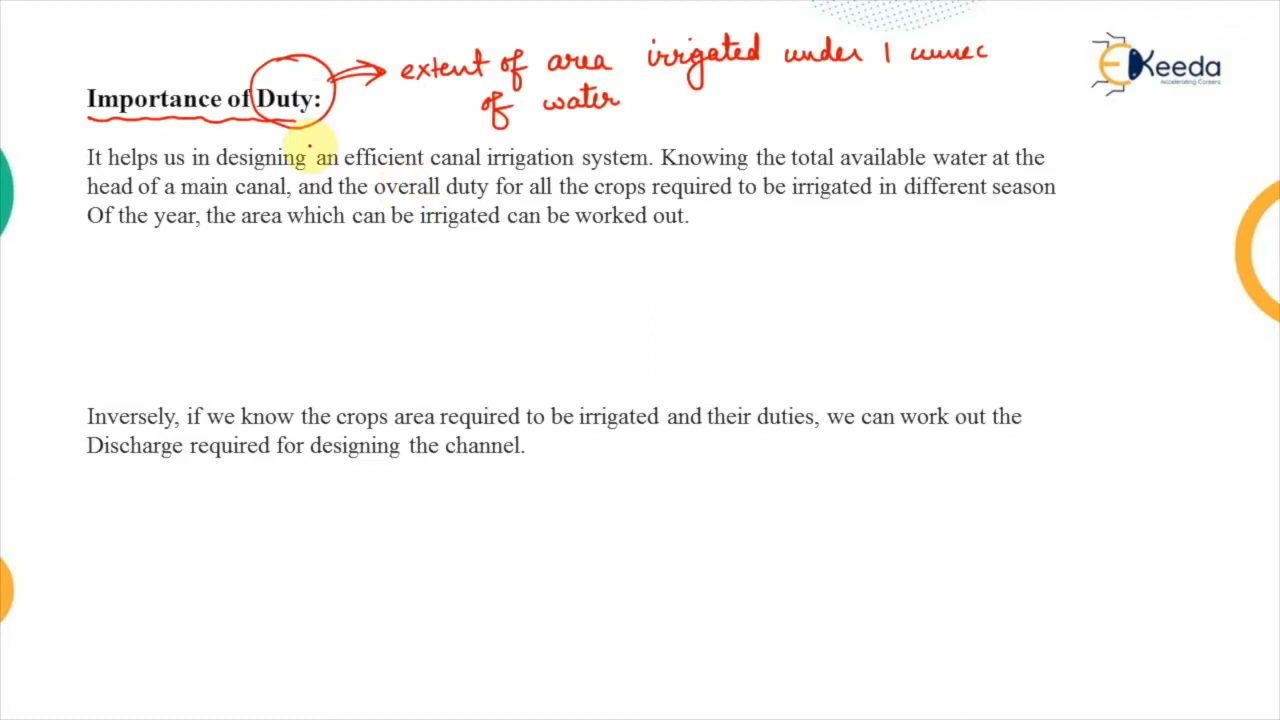 extent of area irrigated under 1 cumec
of water
Importance of Duty:
EKeeda
Accelerating Careers
It helps us in designing an efficient canal irrigation system. Knowing the total available water at the
head of a main canal, and the overall duty for all the crops required to be irrigated in different season
Of the year, the area which can be irrigated can be worked out.
Inversely, if we know the crops area required to be irrigated and their duties, we can work out the
Discharge required for designing the channel.